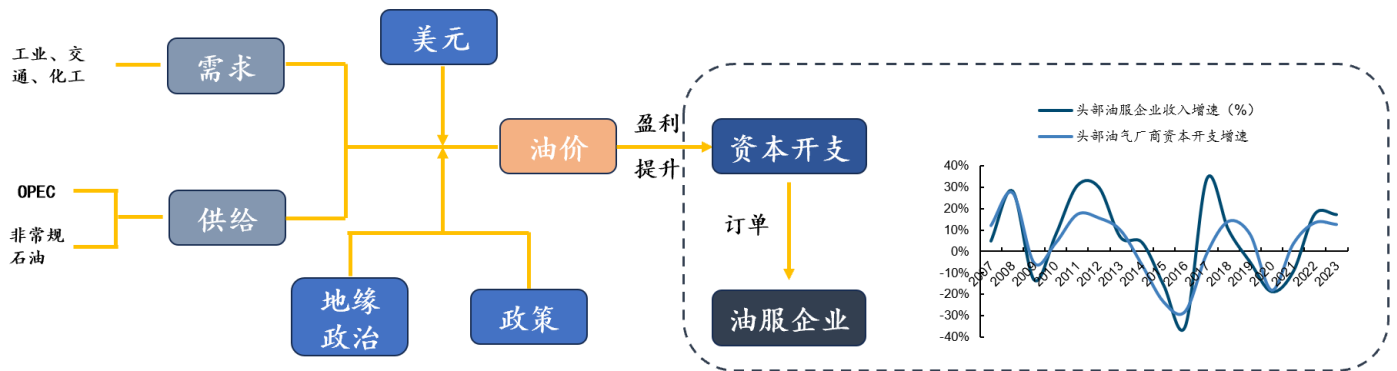 工业、交
通、化工
需求
美元
OPEC
非常规
石油
供给
油价
地缘
政治
政策
盈利
提升
资本开支
订单
油服企业
头部油服企业收入增速（%）
头部油气厂商资本开支增速
40%
30%
20%
10%
0%
-10%
-20%
-30%
-40%
2007
2008
2009
2010
2011
2012
2013
2014
2015
2016
2017
2018
2019
2020
2021
2022
2023